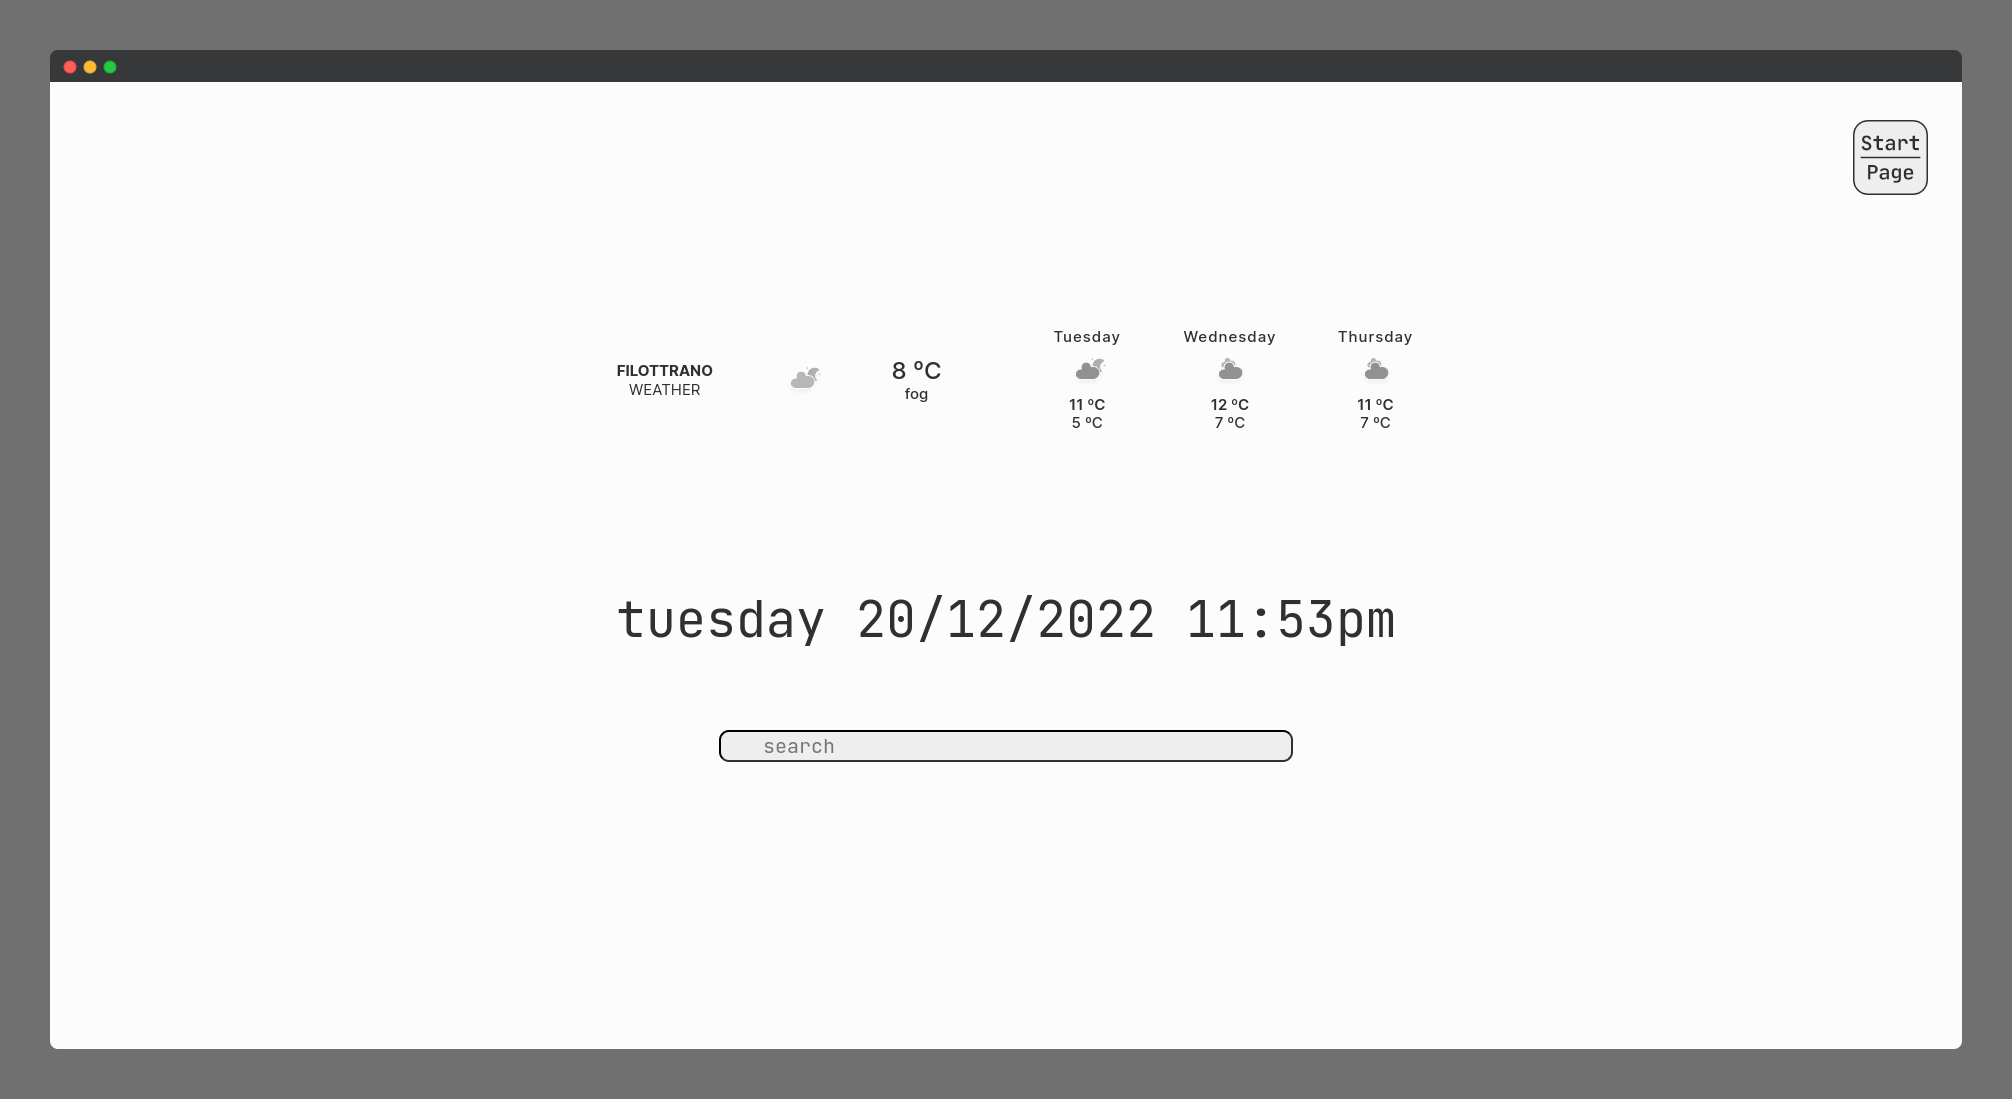 Start
Page
FILOTTRANO
WEATHER
8 ºC
fog
Tuesday
11 ºC
5 ºC
Wednesday
12 ºC
7 ºC
Thursday
11 ºC
7 ºC
tuesday 20/12/2022 11:53pm
search